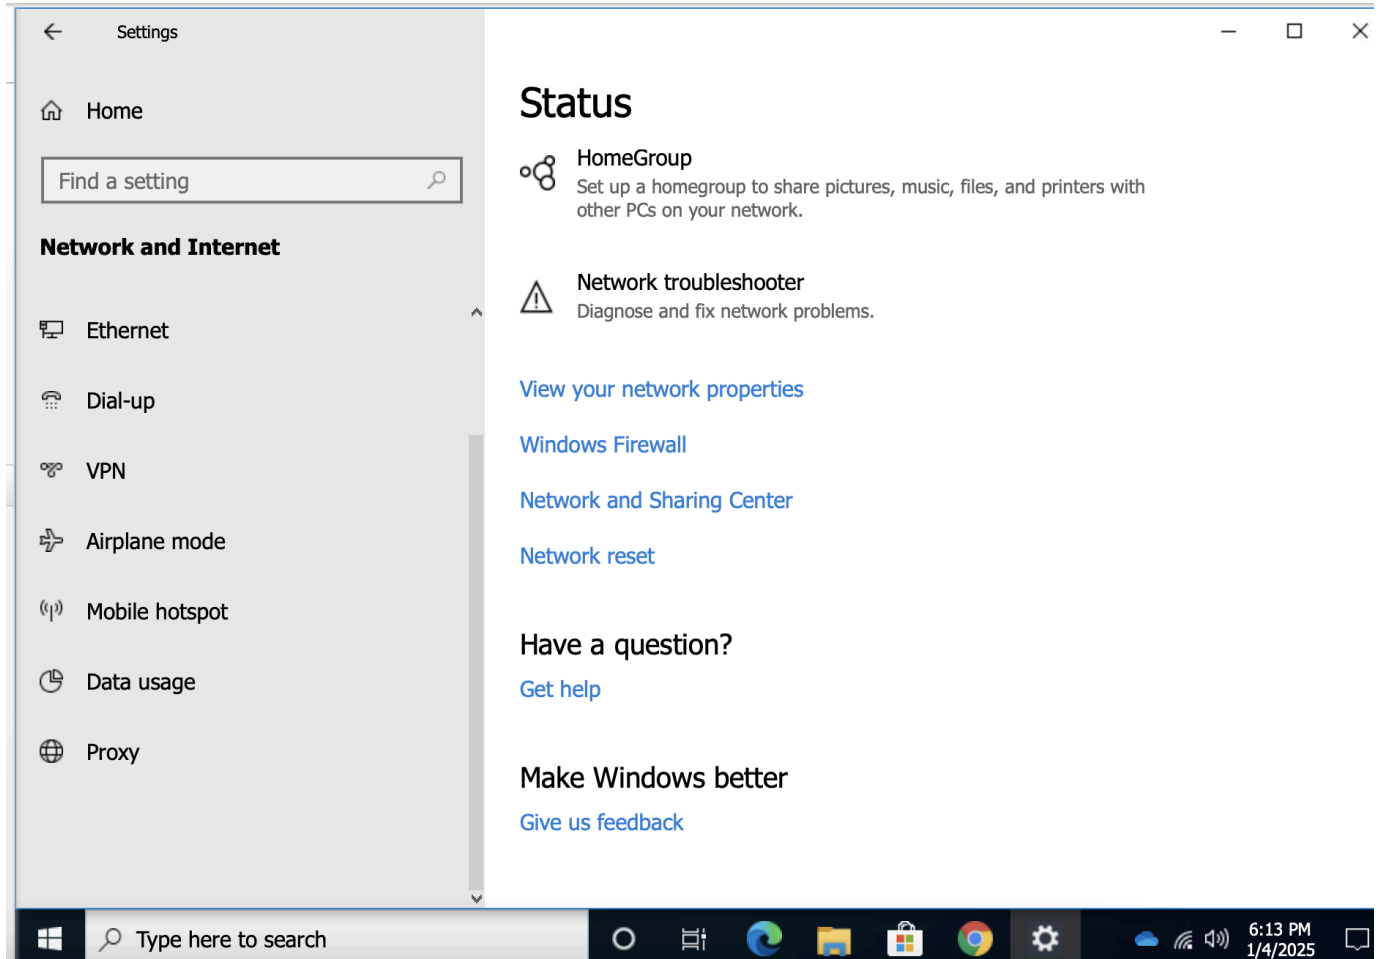 Settings
Home
Find a setting
Network and Internet
Ethernet
Dial-up
VPN
Airplane mode
Mobile hotspot
Data usage
Proxy
Status
HomeGroup
Set up a homegroup to share pictures, music, files, and printers with
other PCs on your network.
Network troubleshooter
Diagnose and fix network problems.
View your network properties
Windows Firewall
Network and Sharing Center
Network reset
Have a question?
Get help
Make Windows better
Give us feedback
Type here to search
6:13 PM
1/4/2025